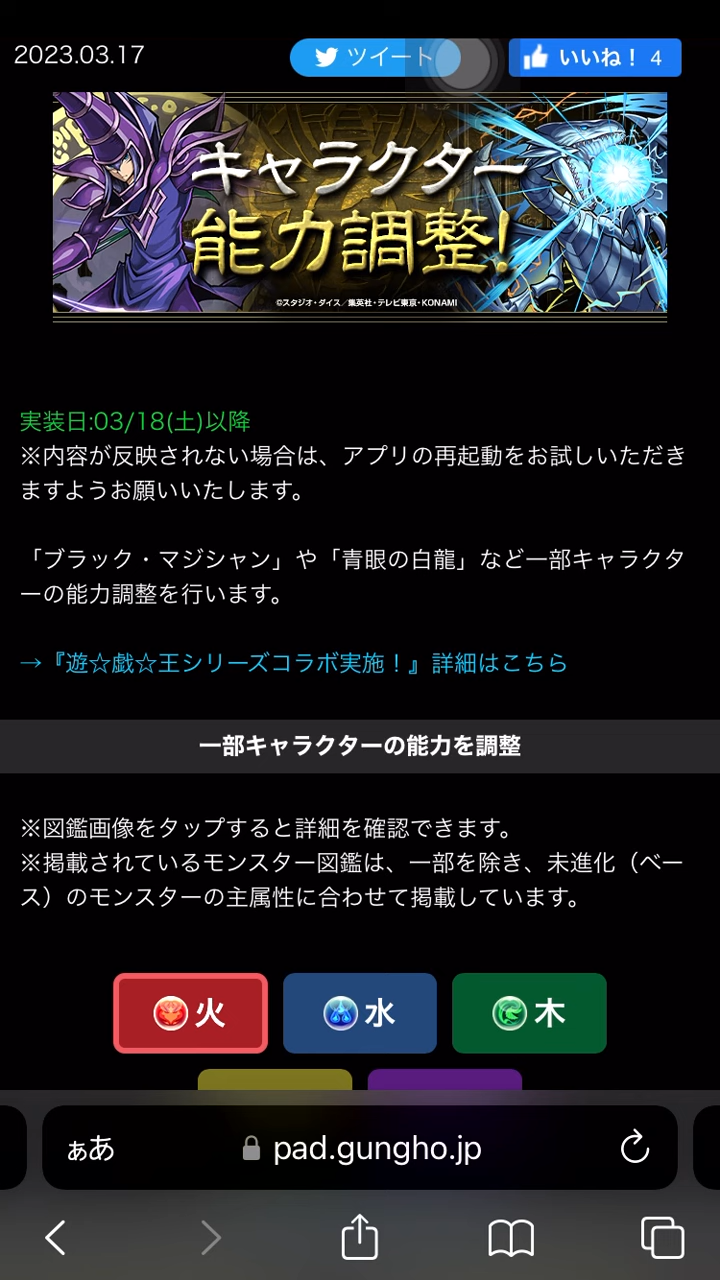 2023.03.17
ツイート
いいね！ 4
キャラクター
能力調整!
©スタジオ・ダイス／集英社・テレビ東京・KONAMI
実装日:03/18(土)以降
※内容が反映されない場合は、アプリの再起動をお試しいただき
ますようお願いいたします。
「ブラック・マジシャン」や「青眼の白龍」など一部キャラクタ
ーの能力調整を行います。
→『遊☆戯☆王シリーズコラボ実施！』詳細はこちら
一部キャラクターの能力を調整
※図鑑画像をタップすると詳細を確認できます。
※掲載されているモンスター図鑑は、一部を除き、未進化（ベー
ス）のモンスターの主属性に合わせて掲載しています。
火
水
木
ぁあ
pad.gungho.jp